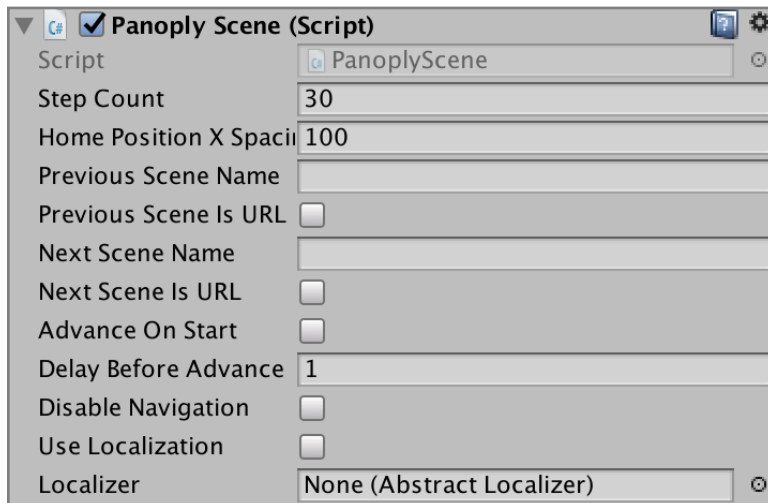 C# Panoply Scene (Script) ?
Script C# PanoplyScene
Step Count 30
Home Position X Spacin 100
Previous Scene Name
Previous Scene Is URL
Next Scene Name
Next Scene Is URL
Advance On Start
Delay Before Advance 1
Disable Navigation
Use Localization
Localizer None (Abstract Localizer)